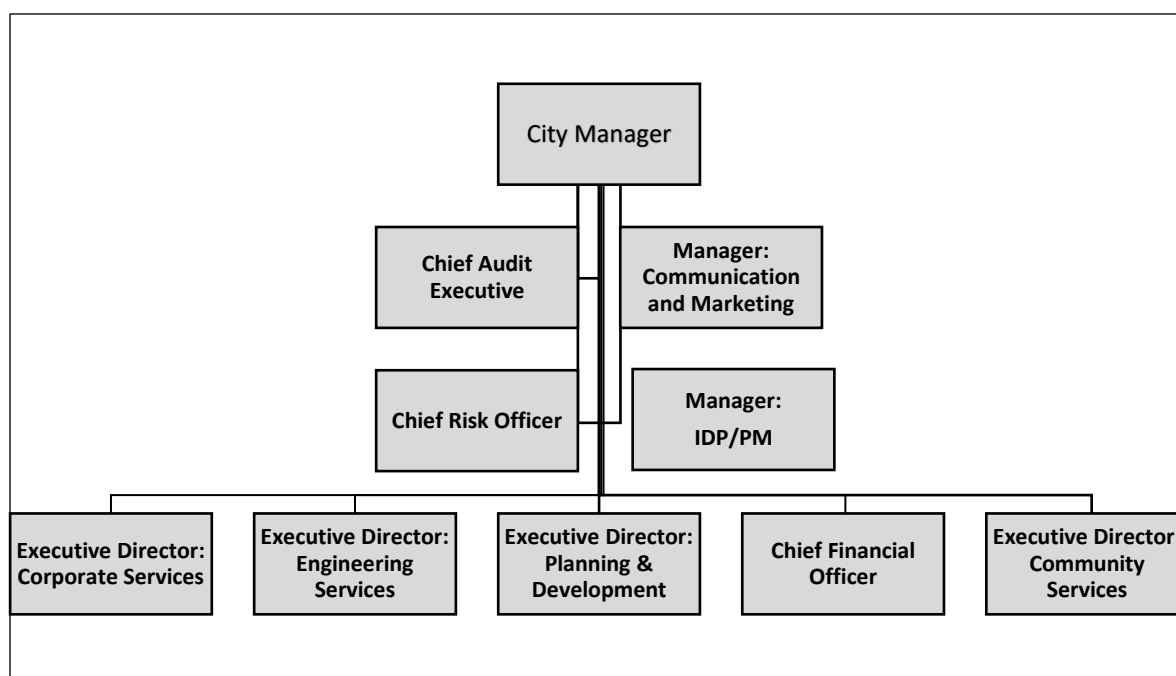 City Manager
Chief Audit
Executive
Manager:
Communication
and Marketing
Chief Risk Officer
Manager:
IDP/PM
Executive Director:
Corporate Services
Executive Director:
Engineering
Services
Executive Director:
Planning &
Development
Chief Financial
Officer
Executive Director
Community
Services